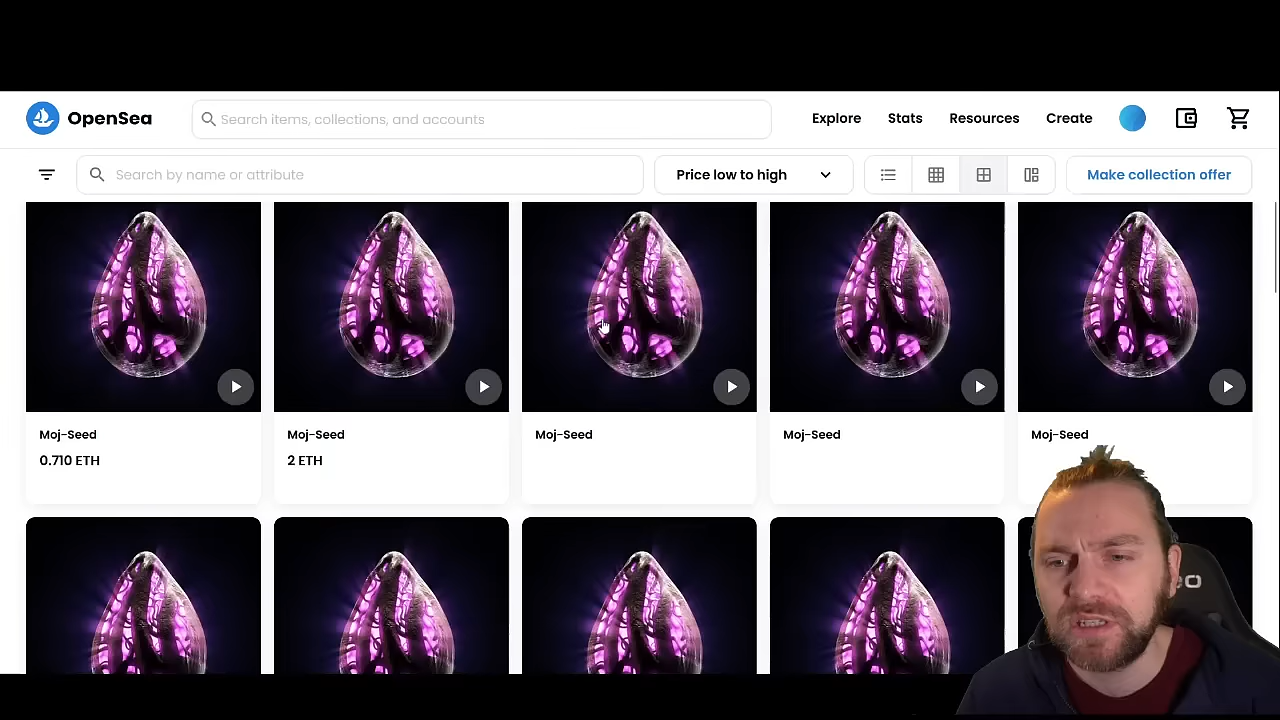 OpenSea
Search items, collections, and accounts
Explore
Stats
Resources
Create
Search by name or attribute
Price low to high
Make collection offer
Moj-Seed
Moj-Seed
Moj-Seed
Moj-Seed
Moj-Seed
0.710 ETH
2 ETH